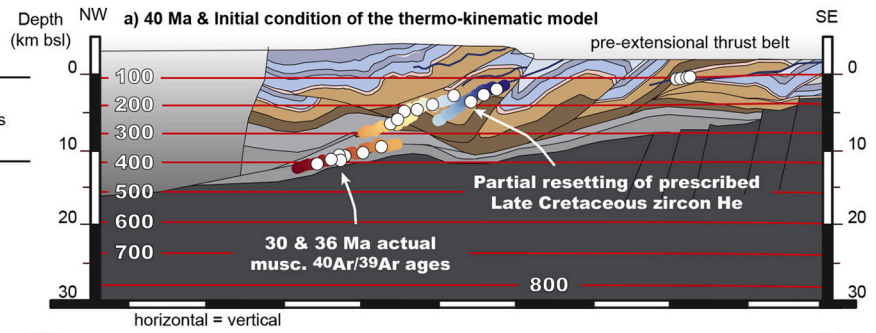 Depth
(km bsl)
NW
a) 40 Ma & Initial condition of the thermo-kinematic model
SE
pre-extensional thrust belt
0
100
0
200
s
300
10
400
10
500
Partial resetting of prescribed
Late Cretaceous zircon He
20
600
20
30 & 36 Ma actual
musc. ⁴⁰Ar/³⁹Ar ages
700
800
30
30
horizontal = vertical